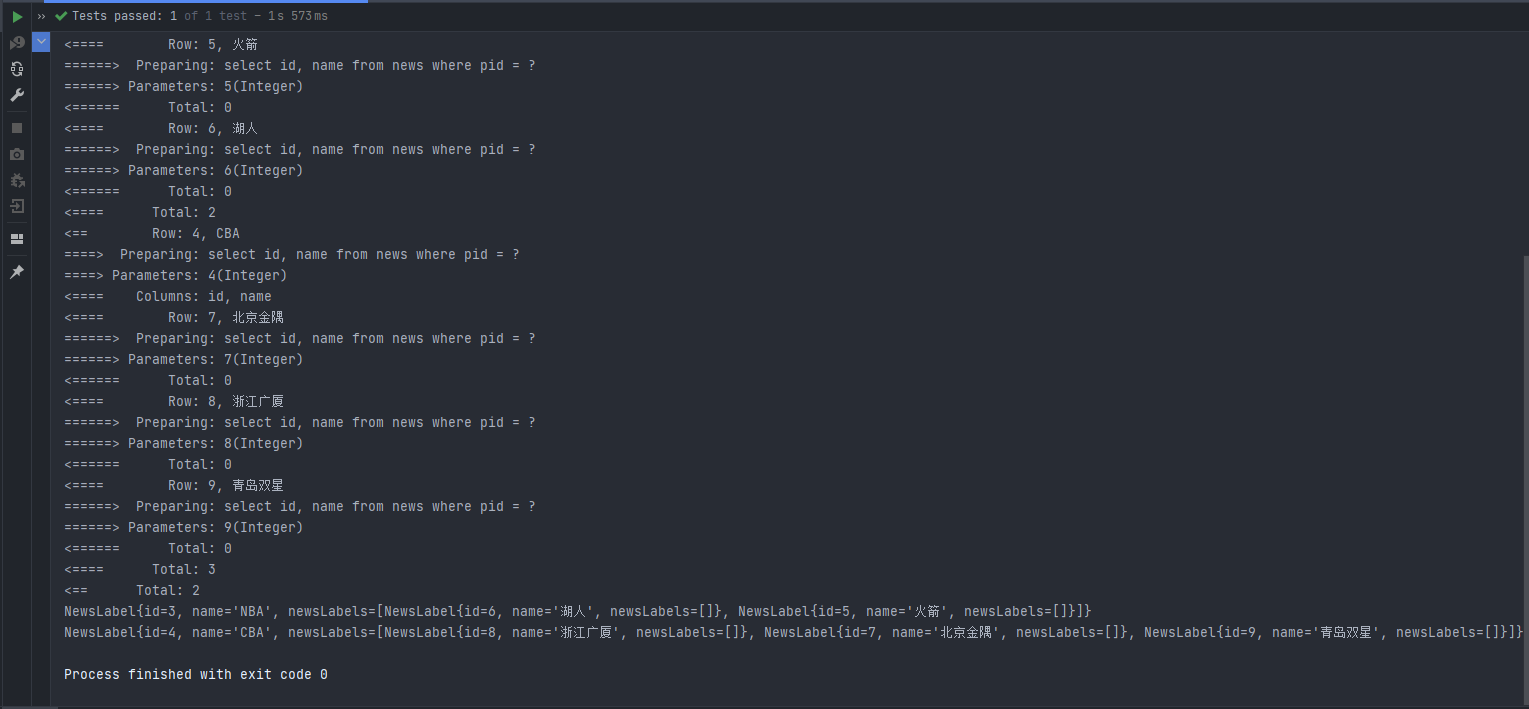 Tests passed: 1 of 1 test – 1 s 573 ms
<==== Row: 5, 火箭
======> Preparing: select id, name from news where pid = ?
======> Parameters: 5(Integer)
<====== Total: 0
<==== Row: 6, 湖人
======> Preparing: select id, name from news where pid = ?
======> Parameters: 6(Integer)
<====== Total: 0
<==== Total: 2
<== Row: 4, CBA
====> Preparing: select id, name from news where pid = ?
====> Parameters: 4(Integer)
<==== Columns: id, name
<==== Row: 7, 北京金隅
======> Preparing: select id, name from news where pid = ?
======> Parameters: 7(Integer)
<====== Total: 0
<==== Row: 8, 浙江广厦
======> Preparing: select id, name from news where pid = ?
======> Parameters: 8(Integer)
<====== Total: 0
<==== Row: 9, 青岛双星
======> Preparing: select id, name from news where pid = ?
======> Parameters: 9(Integer)
<====== Total: 0
<==== Total: 3
<== Total: 2
NewsLabel{id=3, name='NBA', newsLabels=[NewsLabel{id=6, name='湖人', newsLabels=[]}, NewsLabel{id=5, name='火箭', newsLabels=[]}]}
NewsLabel{id=4, name='CBA', newsLabels=[NewsLabel{id=8, name='浙江广厦', newsLabels=[]}, NewsLabel{id=7, name='北京金隅', newsLabels=[]}, NewsLabel{id=9, name='青岛双星', newsLabels=[]}]}
Process finished with exit code 0